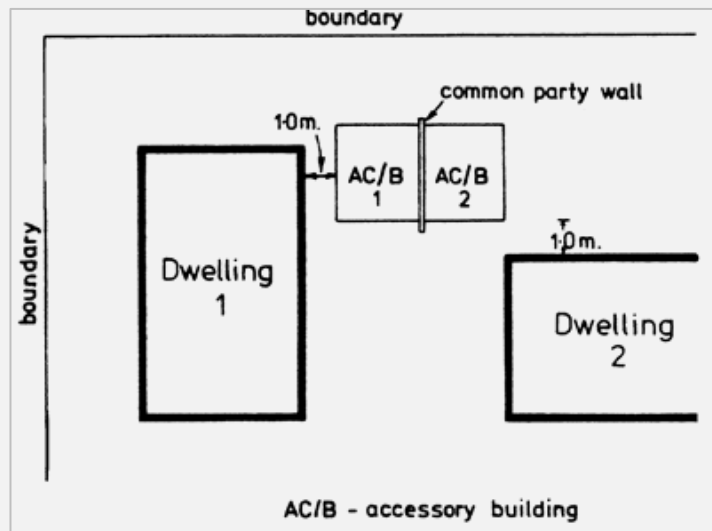 boundary
common party wall
1·0m.
AC/B
1
AC/B
2
1·0m.
Dwelling
1
boundary
Dwelling
2
AC/B - accessory building